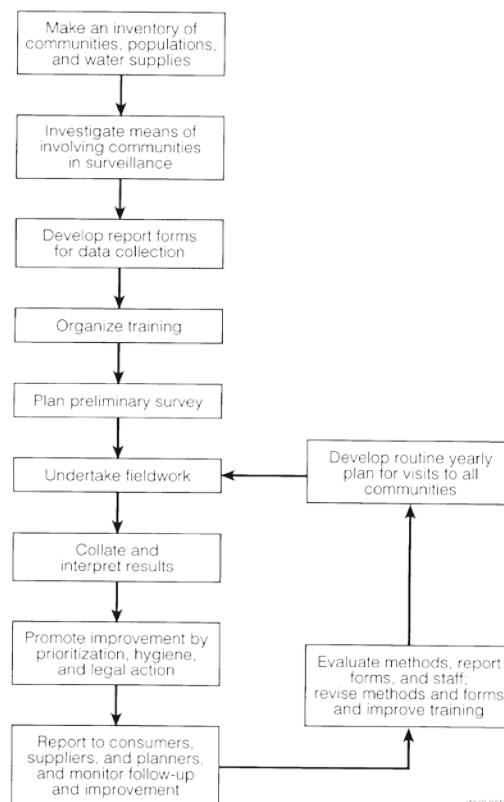 Make an inventory of
communities, populations,
and water supplies
Investigate means of
involving communities
in surveillance
Develop report forms
for data collection
Organize training
Plan preliminary survey
Undertake fieldwork
Develop routine yearly
plan for visits to all
communities
Collate and
interpret results
Promote improvement by
prioritization, hygiene,
and legal action
Evaluate methods, report
forms, and staff;
revise methods and forms
and improve training
Report to consumers,
suppliers, and planners,
and monitor follow-up
and improvement